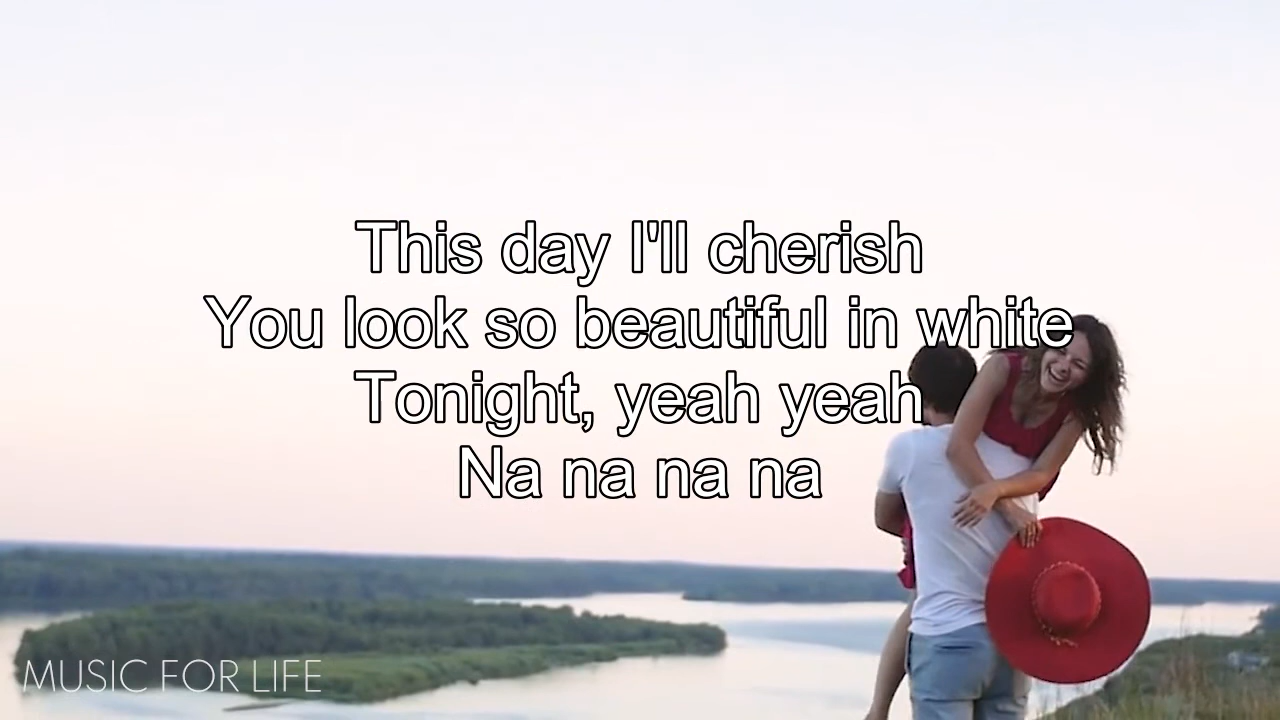 This day I'll cherish
You look so beautiful in white
Tonight, yeah yeah
Na na na na
MUSIC FOR LIFE